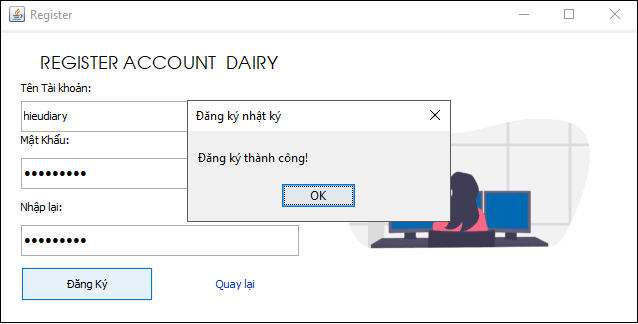 Register
REGISTER ACCOUNT DAIRY
Tên Tài khoản:
hieudiary
Mật Khẩu:
●●●●●●●●●
Nhập lại:
●●●●●●●●●
Đăng Ký
Quay lại
Đăng ký nhật ký
Đăng ký thành công!
OK